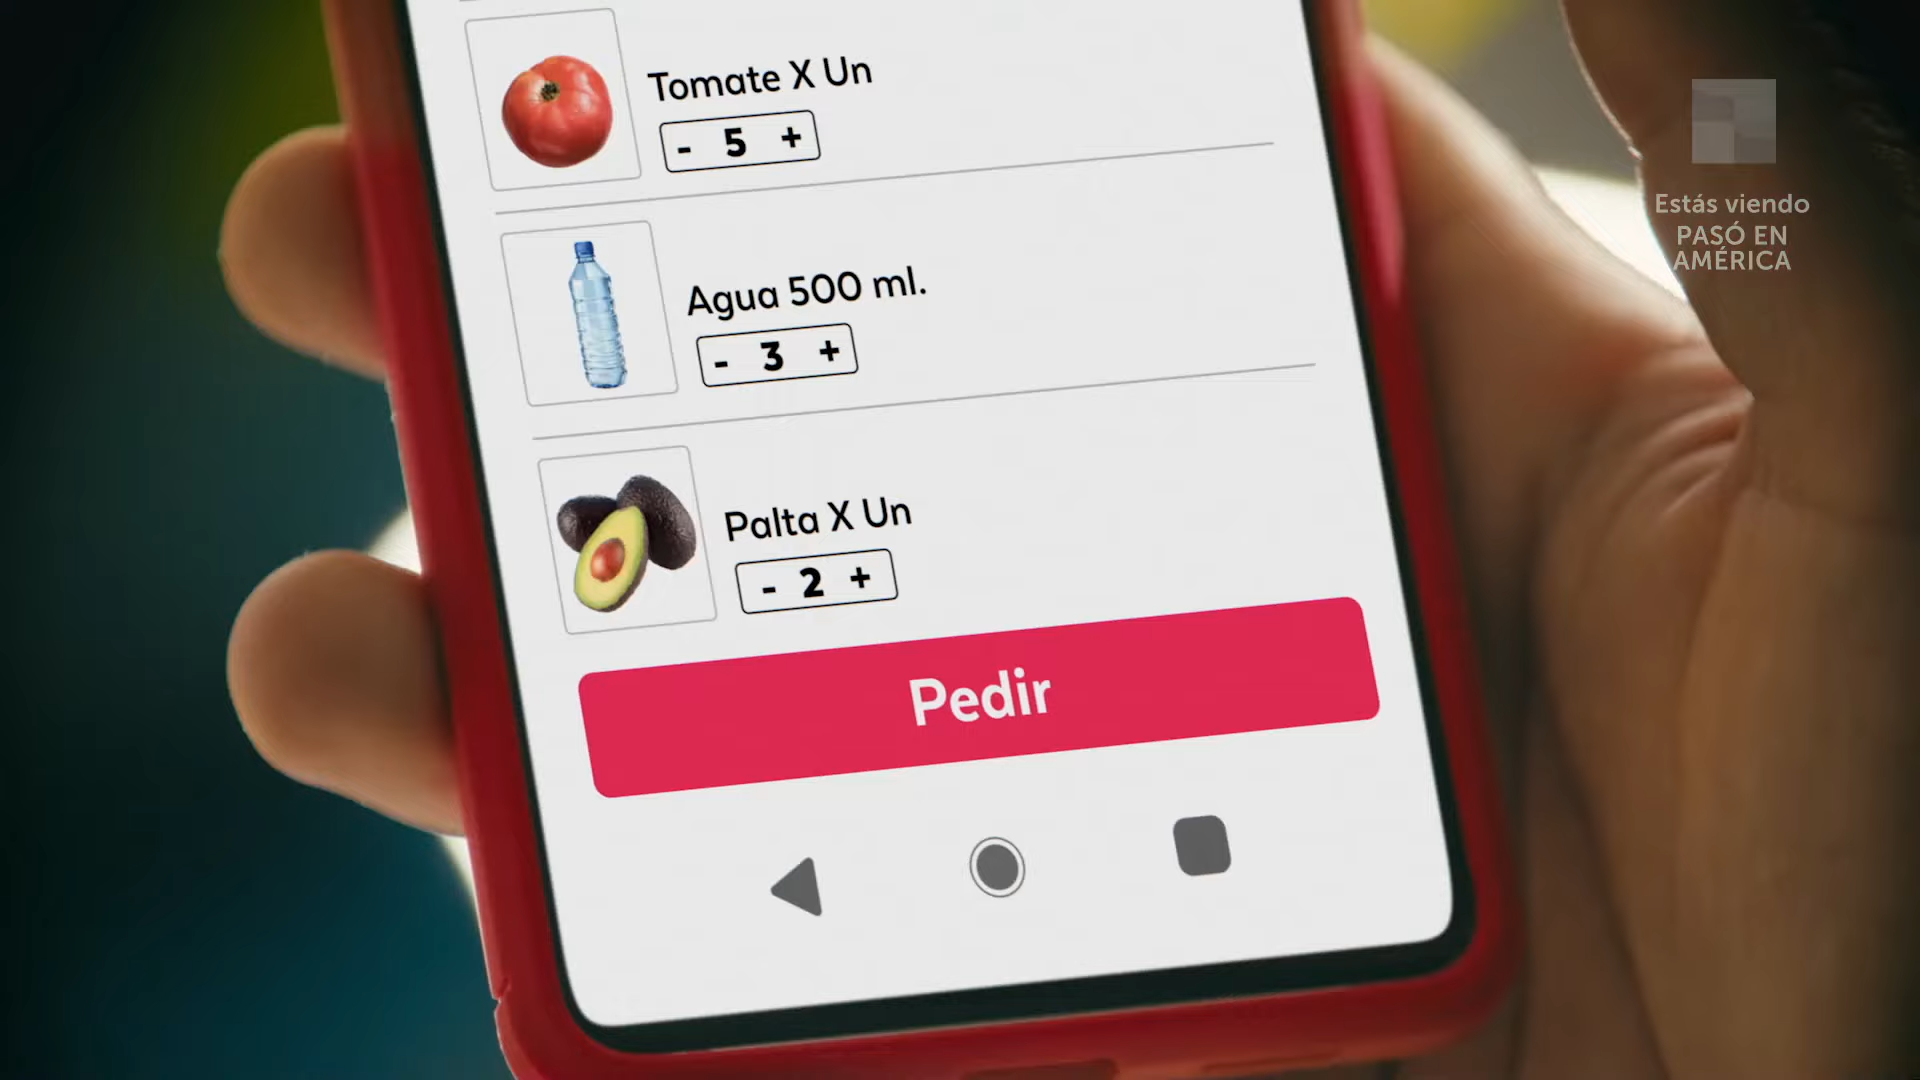 Tomate X Un
- 5 +
Agua 500 ml.
- 3 +
Palta X Un
- 2 +
Pedir
Estás viendo
PASÓ EN
AMÉRICA